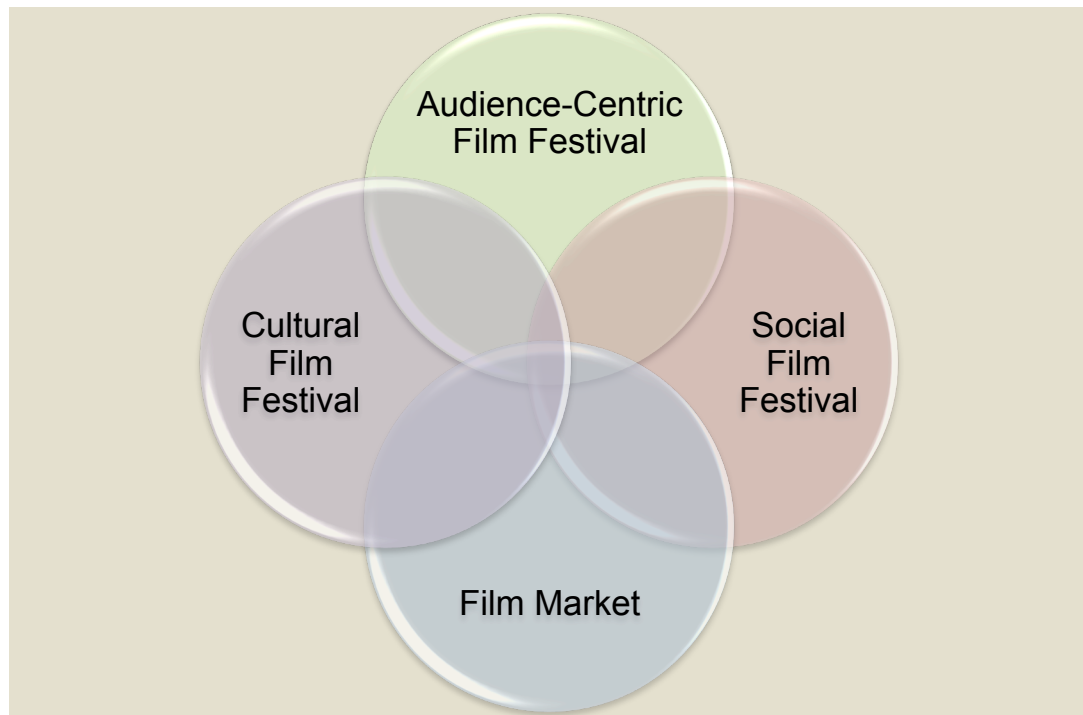 Audience-Centric
Film Festival
Cultural
Film
Festival
Social
Film
Festival
Film Market